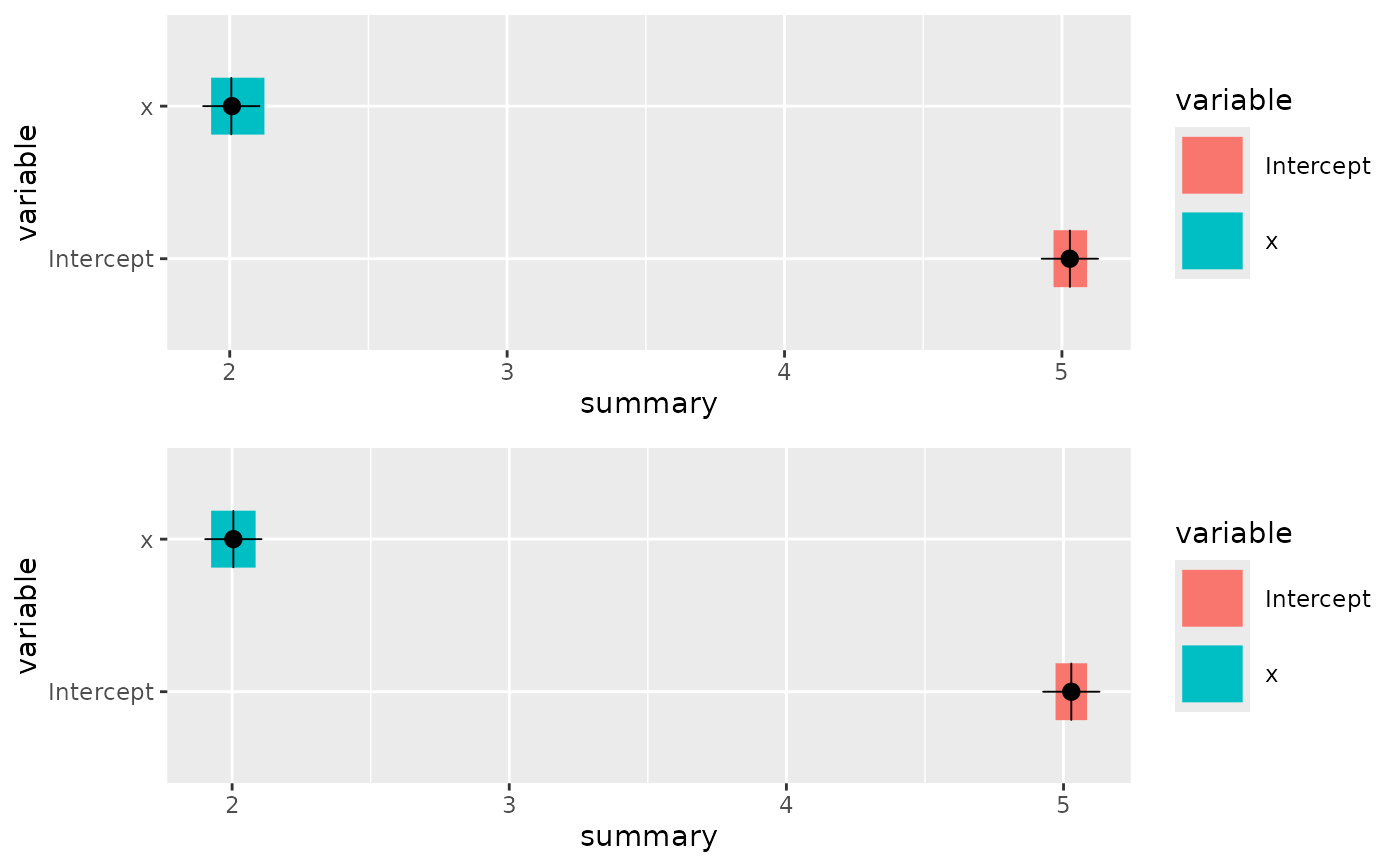 variable
x
Intercept
2 3 4 5
summary
variable
Intercept
x
variable
x
Intercept
2 3 4 5
summary
variable
Intercept
x